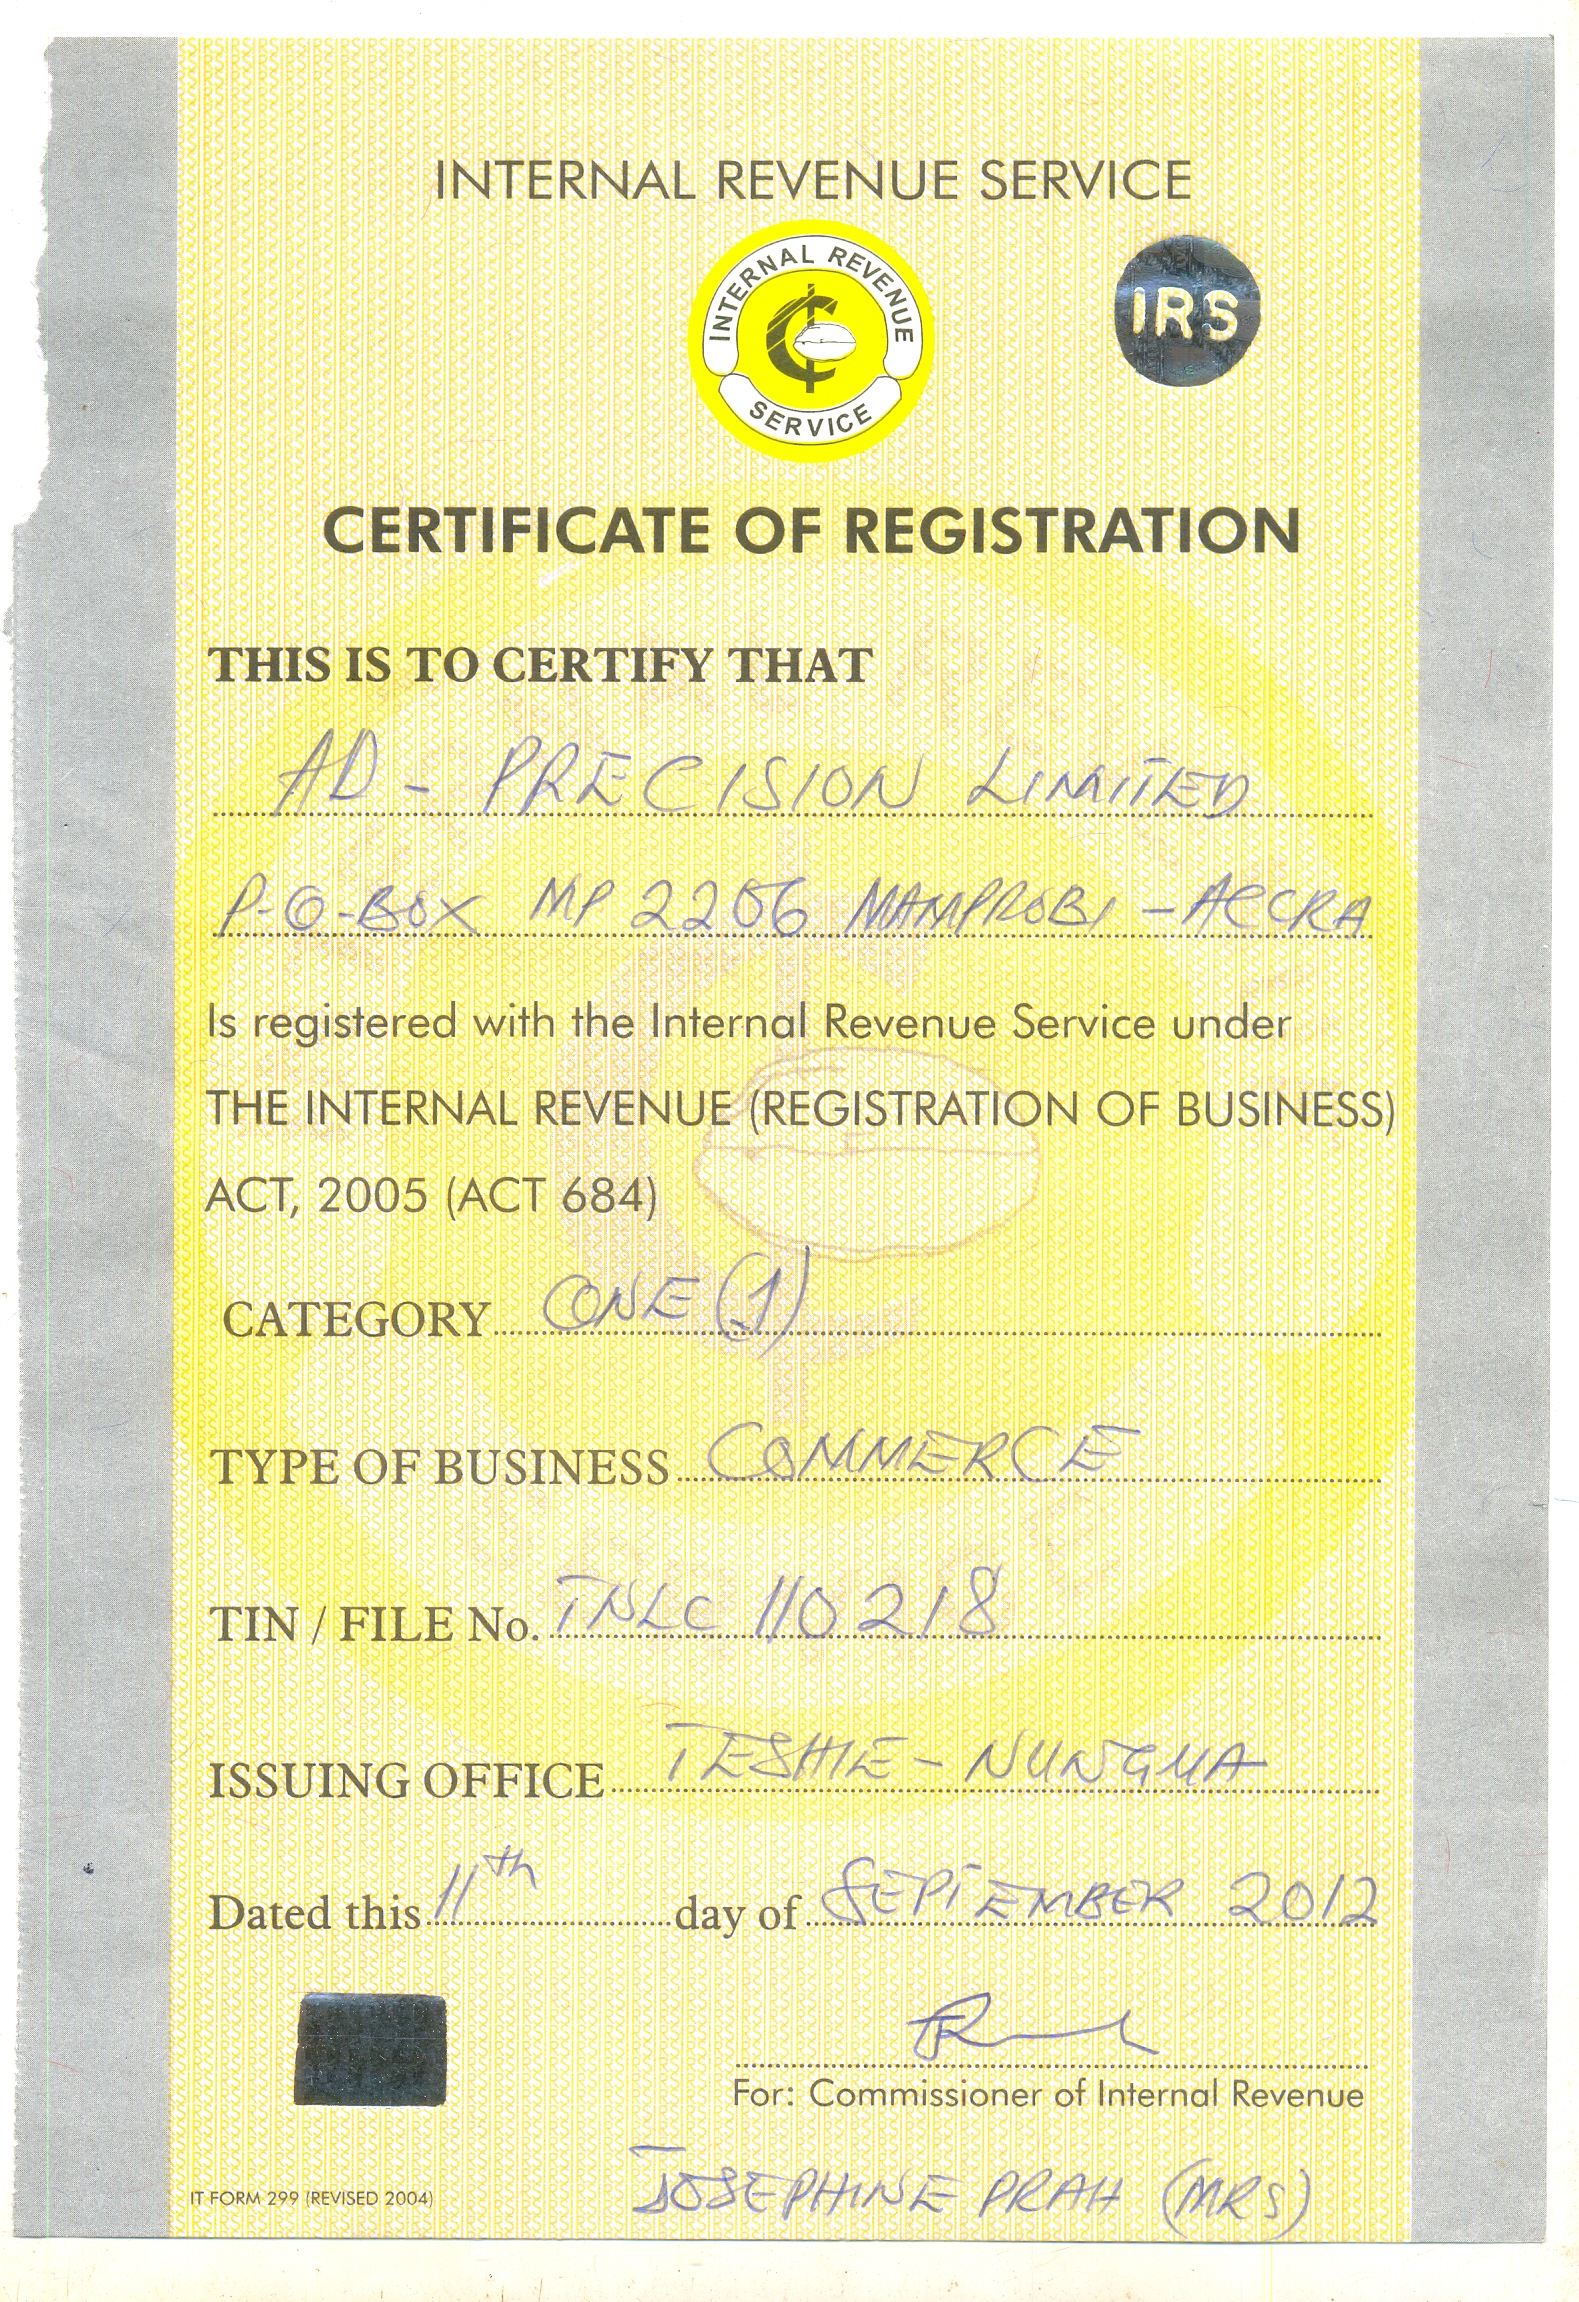 INTERNAL REVENUE SERVICE
INTERNAL REVENUE
SERVICE
IRS
CERTIFICATE OF REGISTRATION
THIS IS TO CERTIFY THAT
AD - PRECISION LIMITED
P-O-BOX MP 2206 MAMPROBI - ACCRA
Is registered with the Internal Revenue Service under
THE INTERNAL REVENUE (REGISTRATION OF BUSINESS)
ACT, 2005 (ACT 684)
CATEGORY ONE (1)
TYPE OF BUSINESS COMMERCE
TIN / FILE No. TNLC 110218
ISSUING OFFICE TESHIE - NUNGUA
Dated this 11th day of SEPTEMBER 2012
For: Commissioner of Internal Revenue
JOSEPHINE PRAH (MRS)
IT FORM 299 (REVISED 2004)